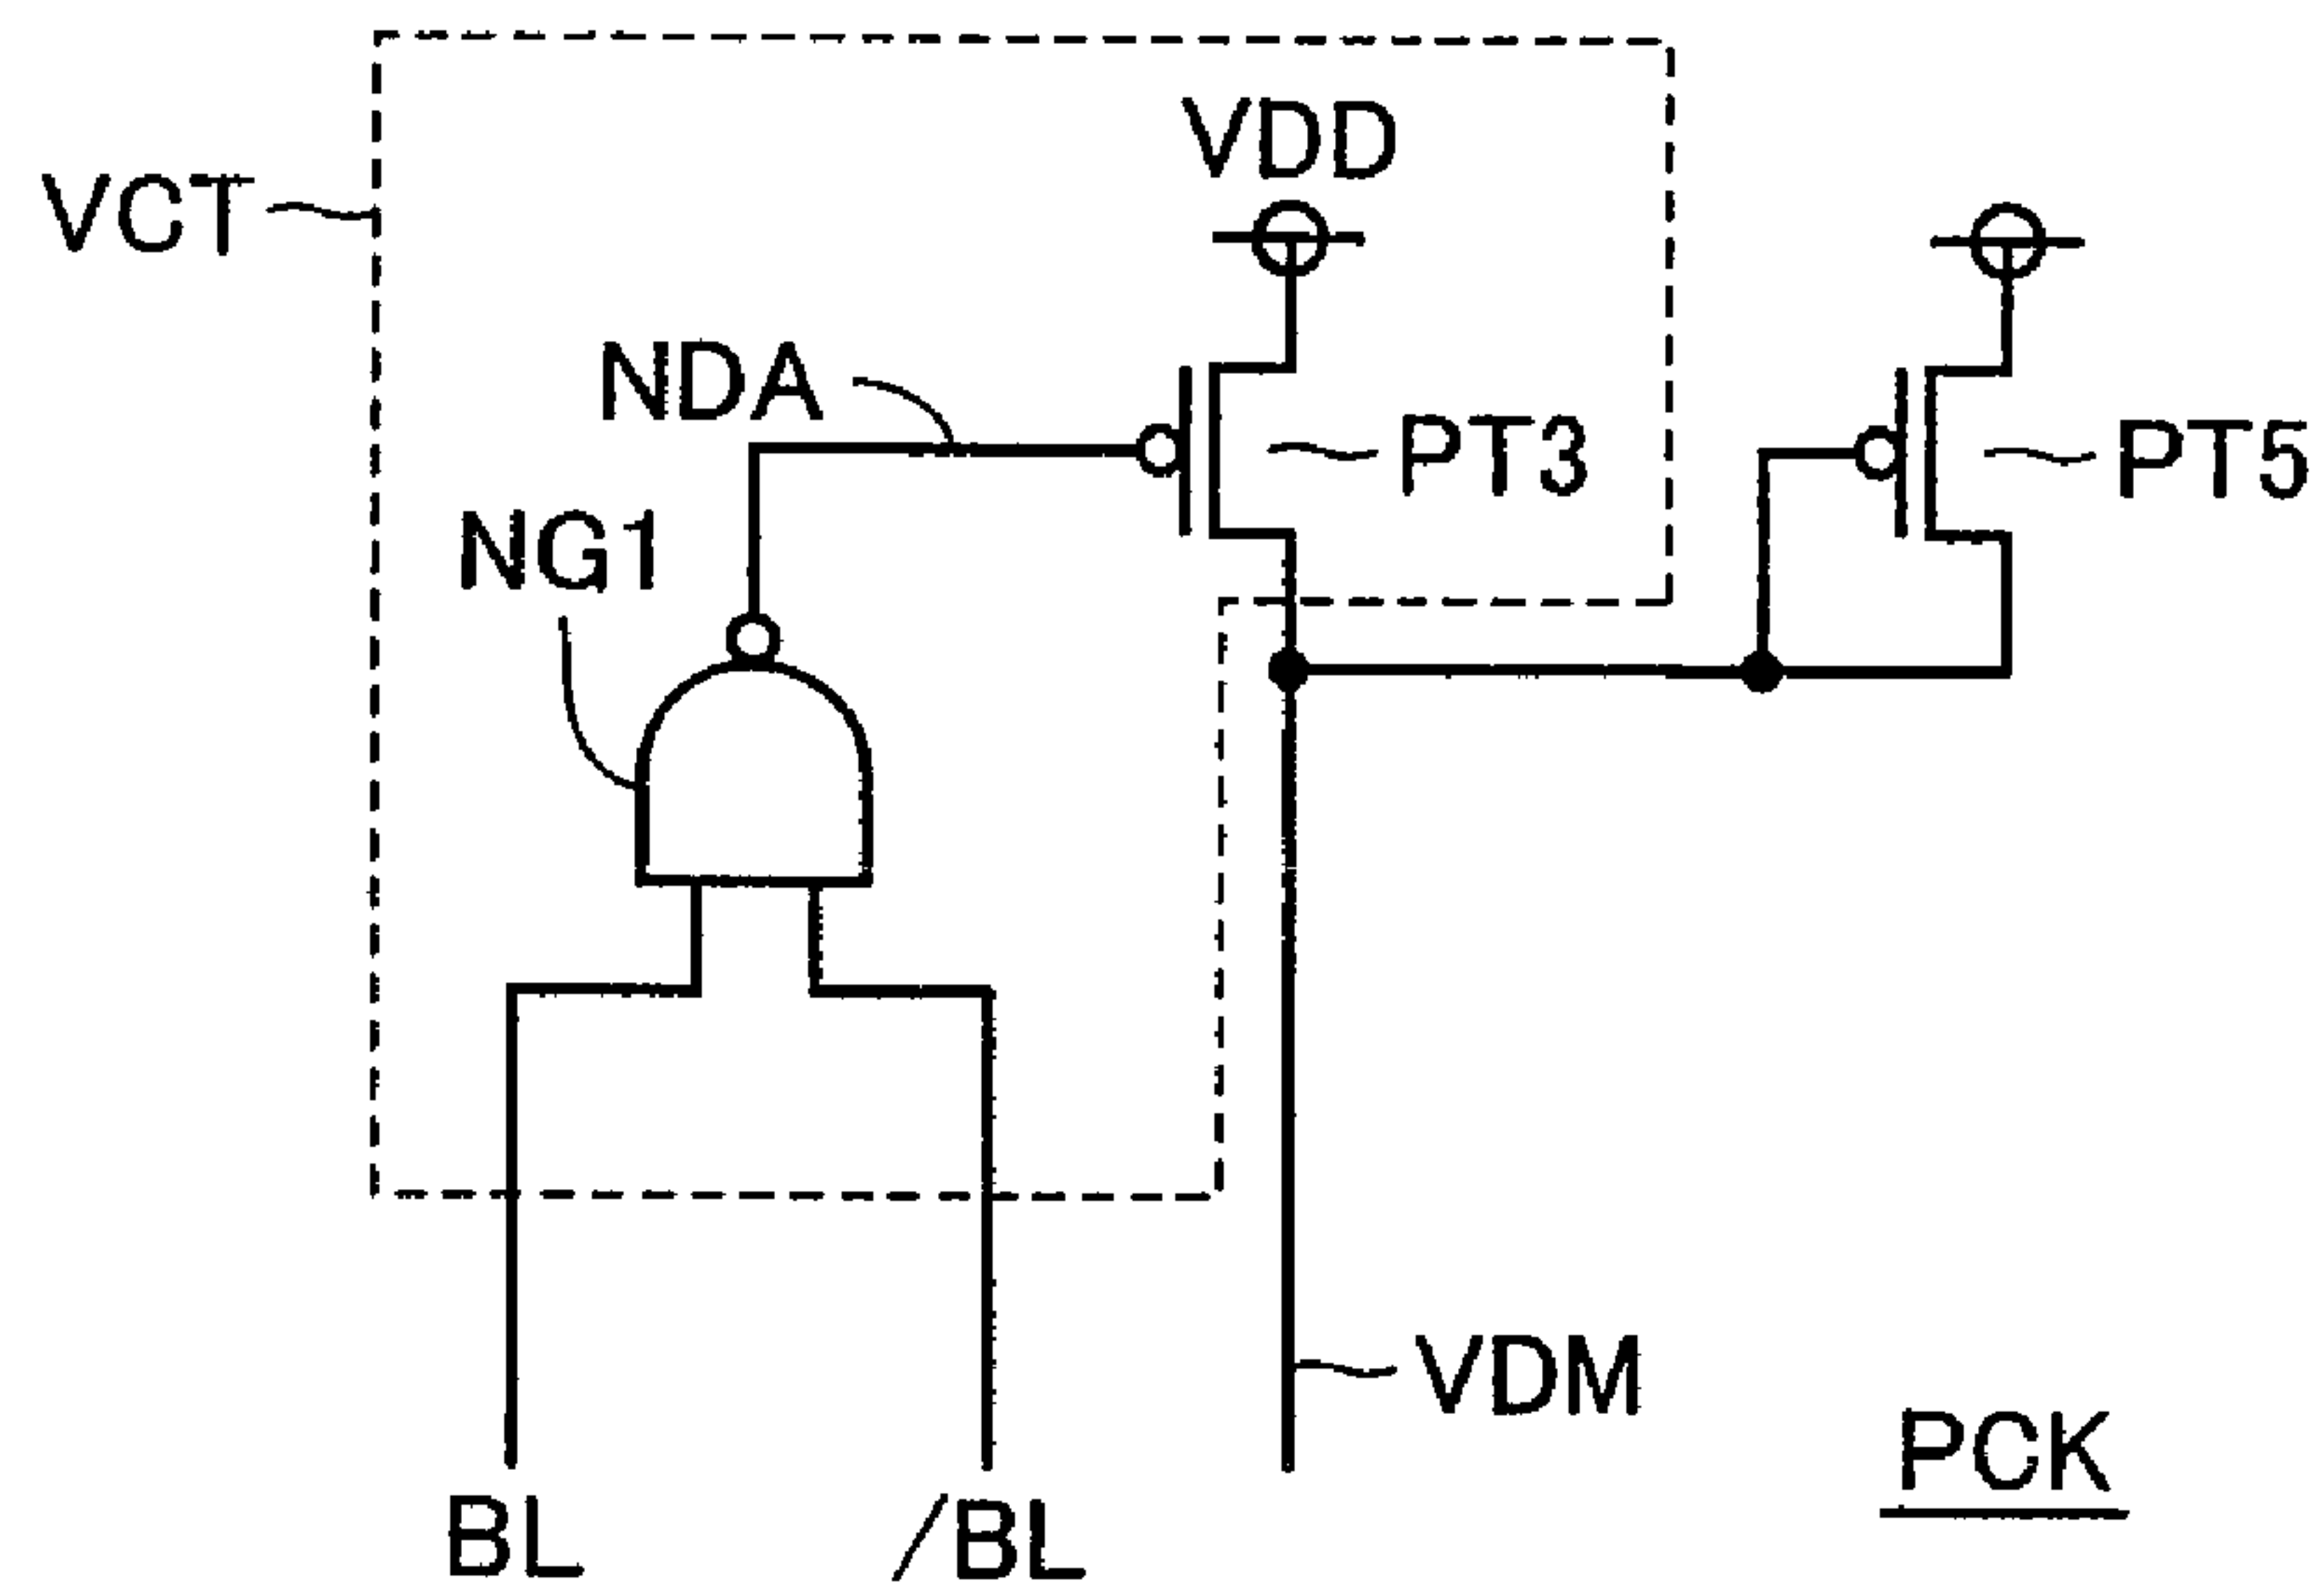 VDD
VCT
NDA
PT3
PT5
NG1
VDM
PCK
BL
/BL